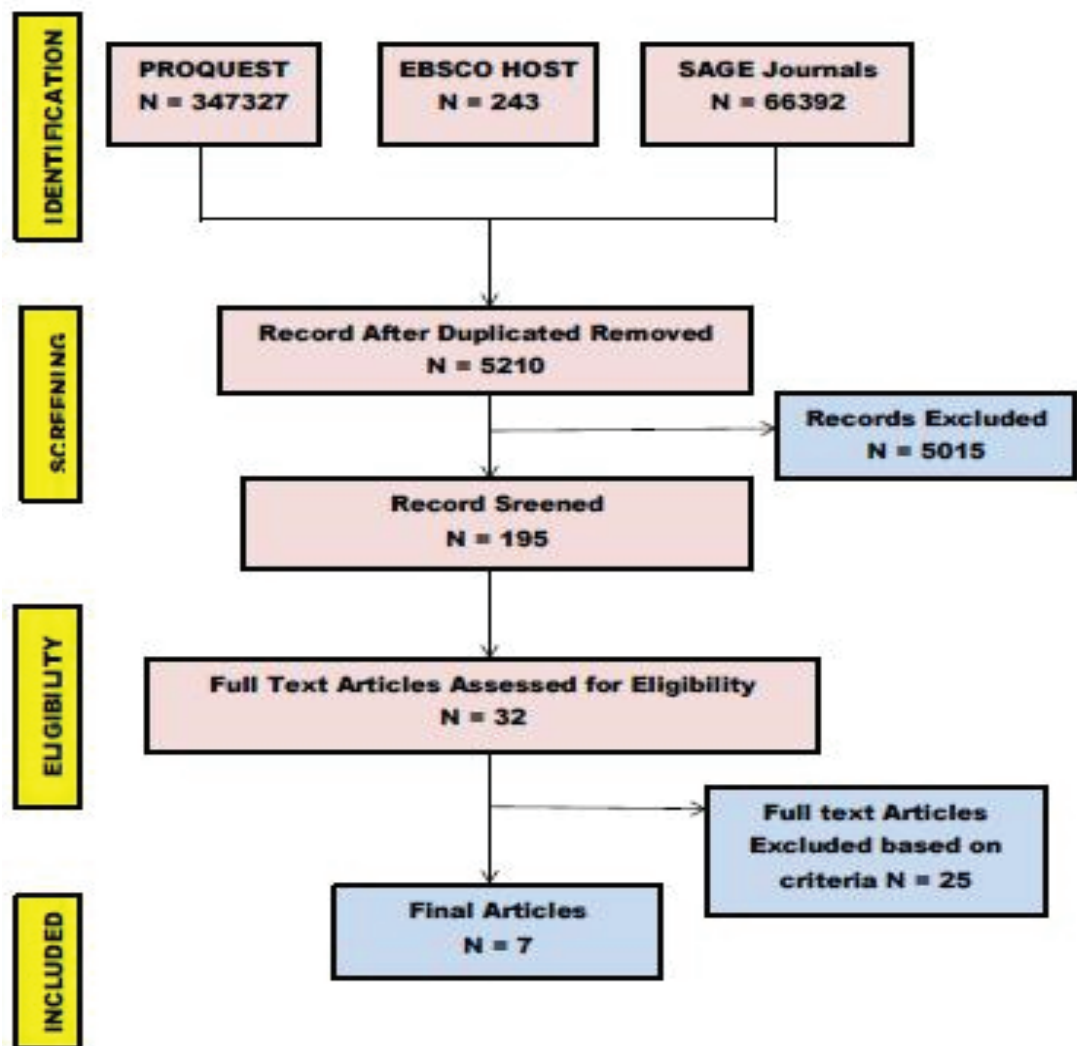 IDENTIFICATION
PROQUEST
N = 347327
EBSCO HOST
N = 243
SAGE Journals
N = 66392
SCREENING
Record After Duplicated Removed
N = 5210
Records Excluded
N = 5015
Record Sreened
N = 195
ELIGIBILITY
Full Text Articles Assessed for Eligibility
N = 32
Full text Articles
Excluded based on
criteria N = 25
INCLUDED
Final Articles
N = 7